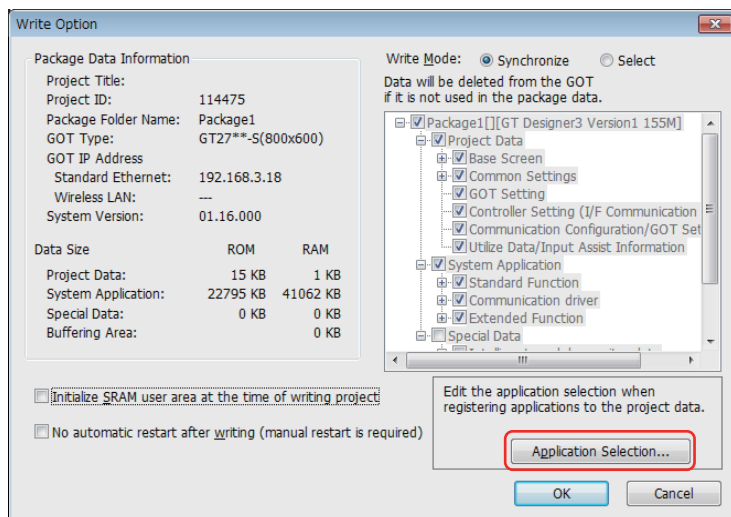 Write Option
Package Data Information
Project Title:
Project ID: 114475
Package Folder Name: Package1
GOT Type: GT27**-S(800x600)
GOT IP Address
Standard Ethernet: 192.168.3.18
Wireless LAN: ---
System Version: 01.16.000
Data Size ROM RAM
Project Data: 15 KB 1 KB
System Application: 22795 KB 41062 KB
Special Data: 0 KB 0 KB
Buffering Area: 0 KB
Initialize SRAM user area at the time of writing project
No automatic restart after writing (manual restart is required)
Write Mode: Synchronize Select
Data will be deleted from the GOT
if it is not used in the package data.
Package1[][GT Designer3 Version1 155M]
Project Data
Base Screen
Common Settings
GOT Setting
Controller Setting (I/F Communication
Communication Configuration/GOT Set
Utilize Data/Input Assist Information
System Application
Standard Function
Communication driver
Extended Function
Special Data
Edit the application selection when
registering applications to the project data.
Application Selection...
OK Cancel